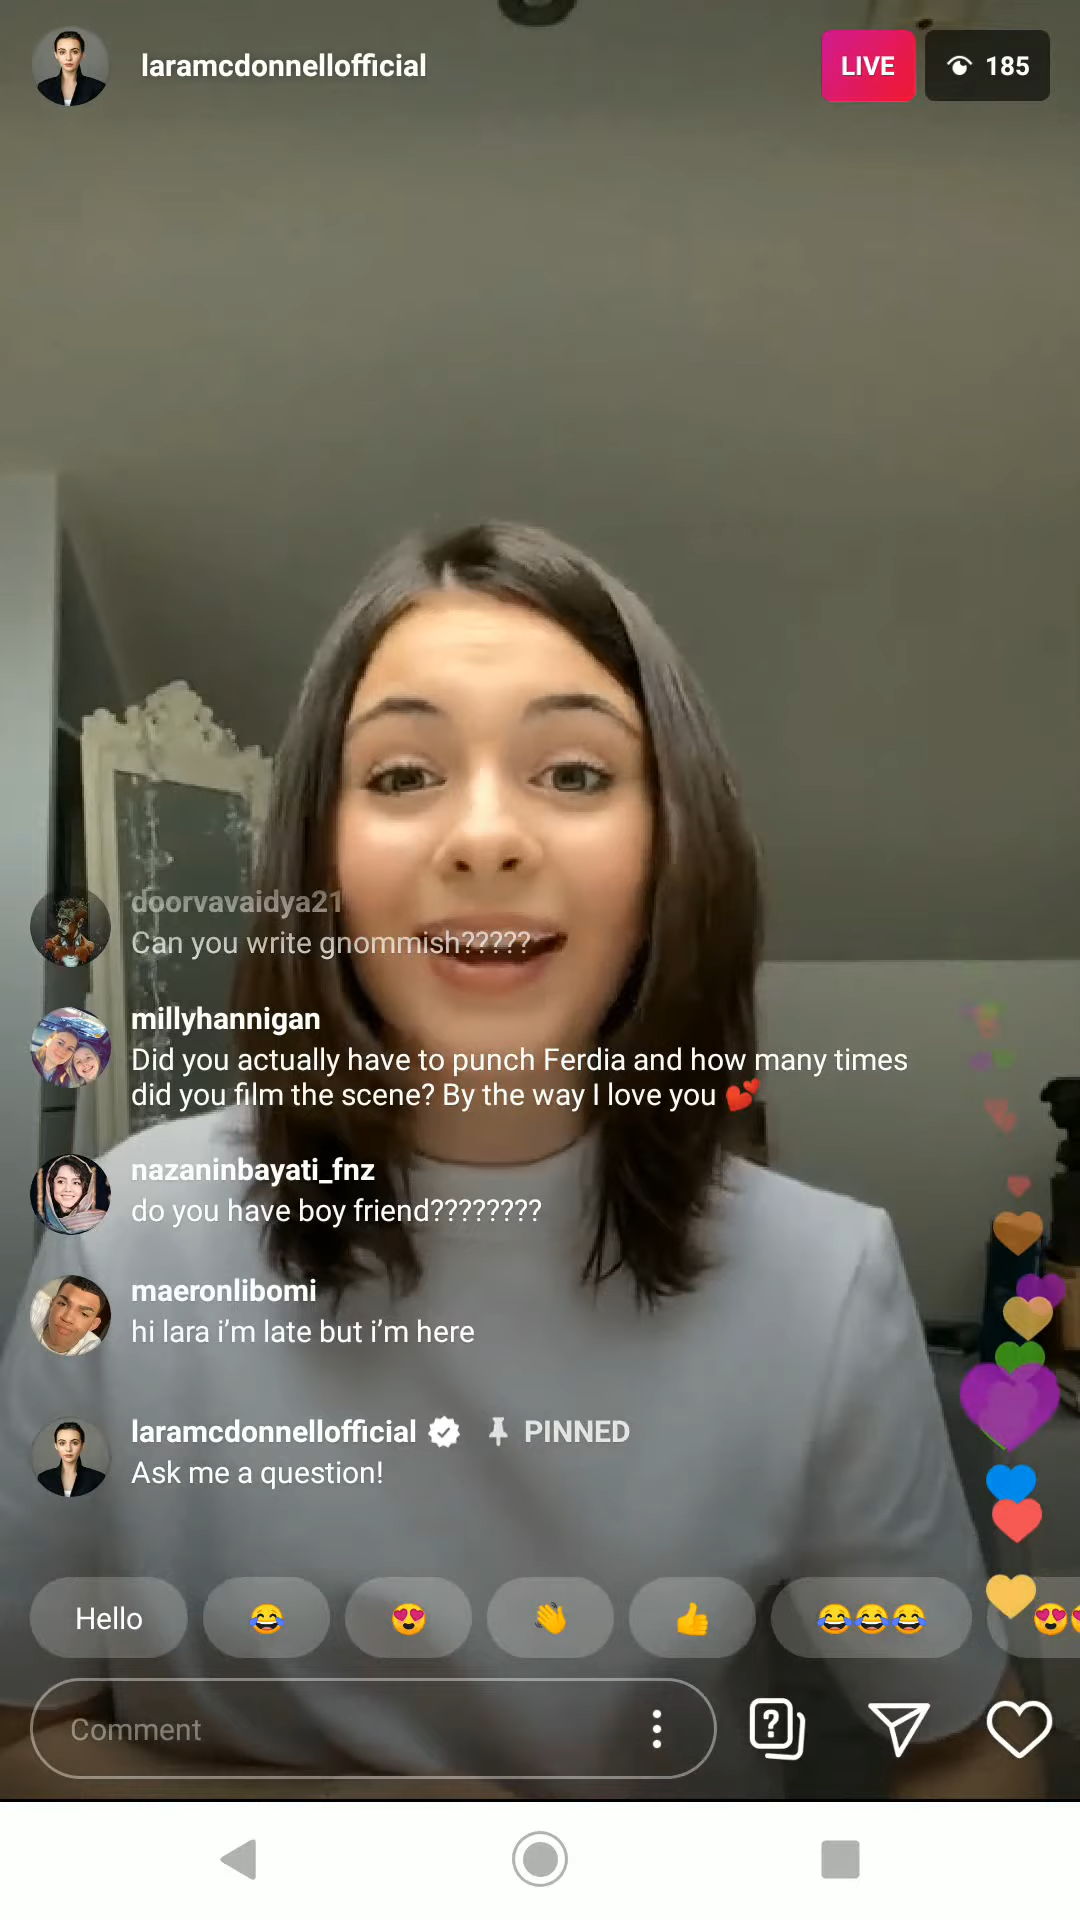 laramcdonnellofficial
LIVE
185
doorvavaidya21
Can you write gnommish?????
millyhannigan
Did you actually have to punch Ferdia and how many times
did you film the scene? By the way I love you 💕
nazaninbayati_fnz
do you have boy friend????????
maeronlibomi
hi lara i’m late but i’m here
laramcdonnellofficial PINNED
Ask me a question!
Hello 😂 😍 👋 👍 😂😂😂 😍
Comment
?